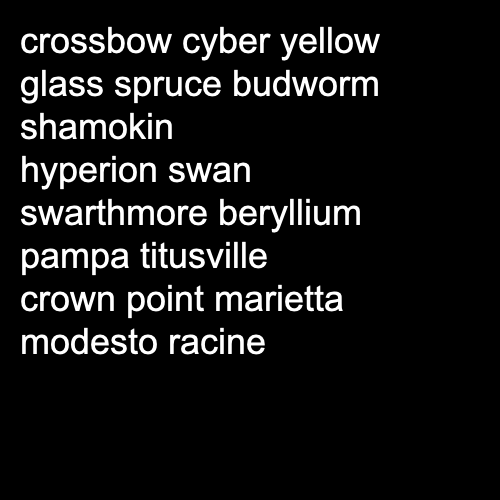 crossbow cyber yellow
glass spruce budworm
shamokin
hyperion swan
swarthmore beryllium
pampa titusville
crown point marietta
modesto racine